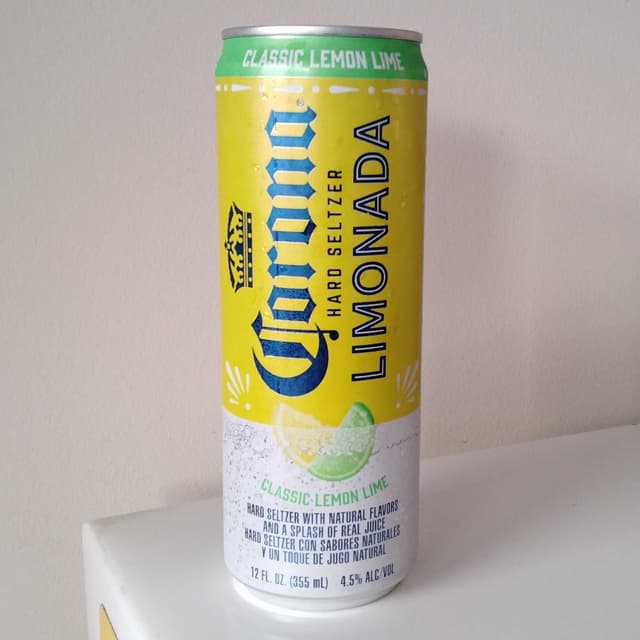 CLASSIC LEMON LIME
Corona®
HARD SELTZER
LIMONADA
CLASSIC LEMON LIME
HARD SELTZER WITH NATURAL FLAVORS
AND A SPLASH OF REAL JUICE
HARD SELTZER CON SABORES NATURALES
Y UN TOQUE DE JUGO NATURAL
12 FL. OZ. (355 mL) 4.5% ALC/VOL